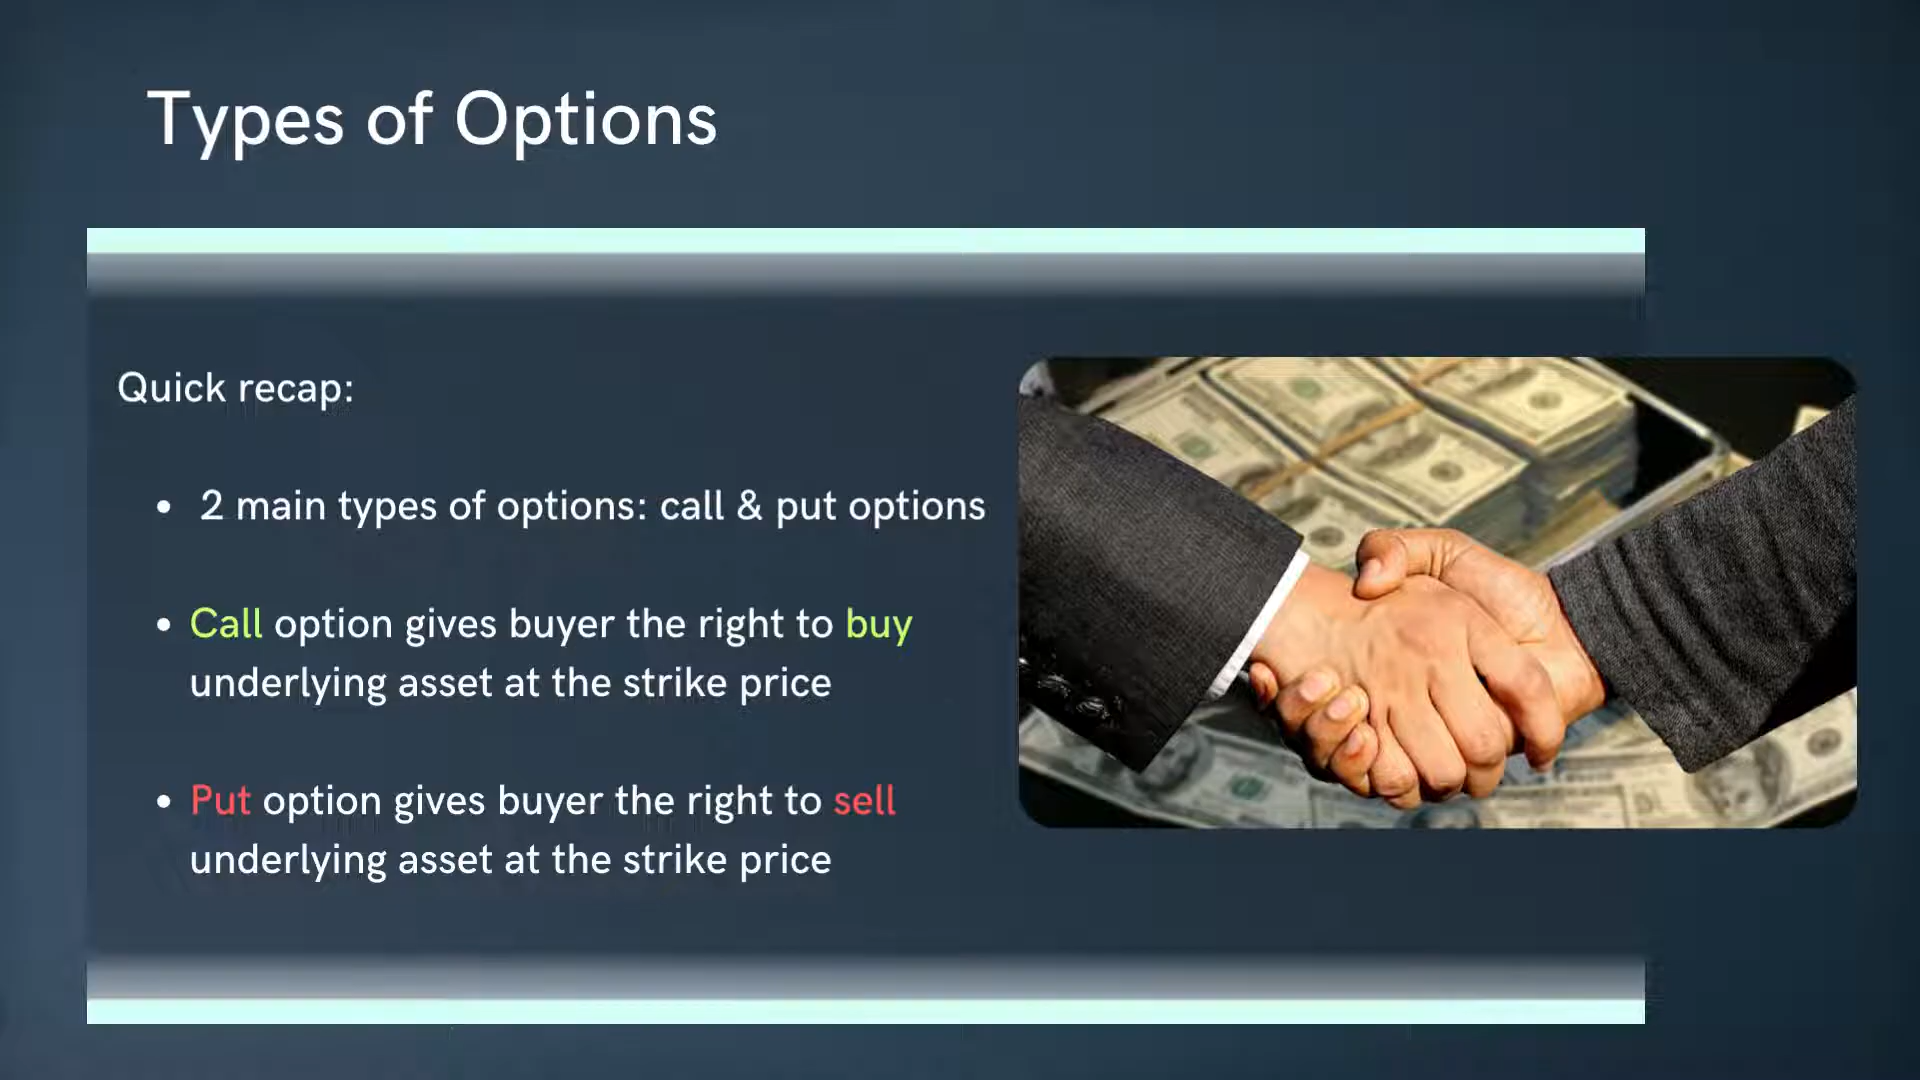 Types of Options
Quick recap:
• 2 main types of options: call & put options
• Call option gives buyer the right to buy
underlying asset at the strike price
• Put option gives buyer the right to sell
underlying asset at the strike price